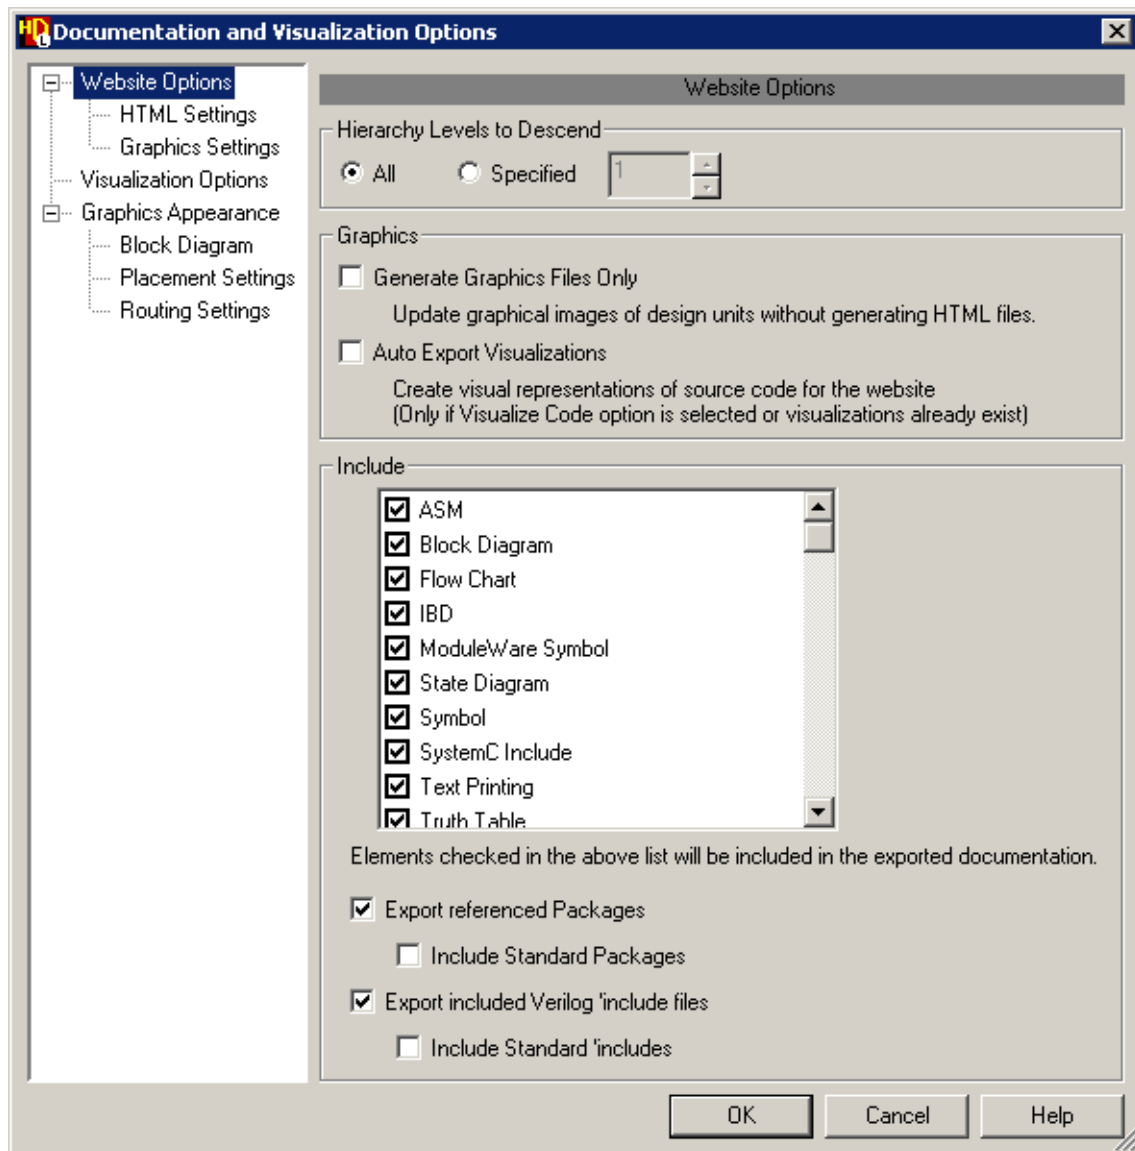 HDL Documentation and Visualization Options
Website Options
HTML Settings
Graphics Settings
Visualization Options
Graphics Appearance
Block Diagram
Placement Settings
Routing Settings
Website Options
Hierarchy Levels to Descend
All Specified 1
Graphics
Generate Graphics Files Only
Update graphical images of design units without generating HTML files.
Auto Export Visualizations
Create visual representations of source code for the website
(Only if Visualize Code option is selected or visualizations already exist)
Include
ASM
Block Diagram
Flow Chart
IBD
ModuleWare Symbol
State Diagram
Symbol
SystemC Include
Text Printing
Truth Table
Elements checked in the above list will be included in the exported documentation.
Export referenced Packages
Include Standard Packages
Export included Verilog 'include files
Include Standard 'includes
OK Cancel Help